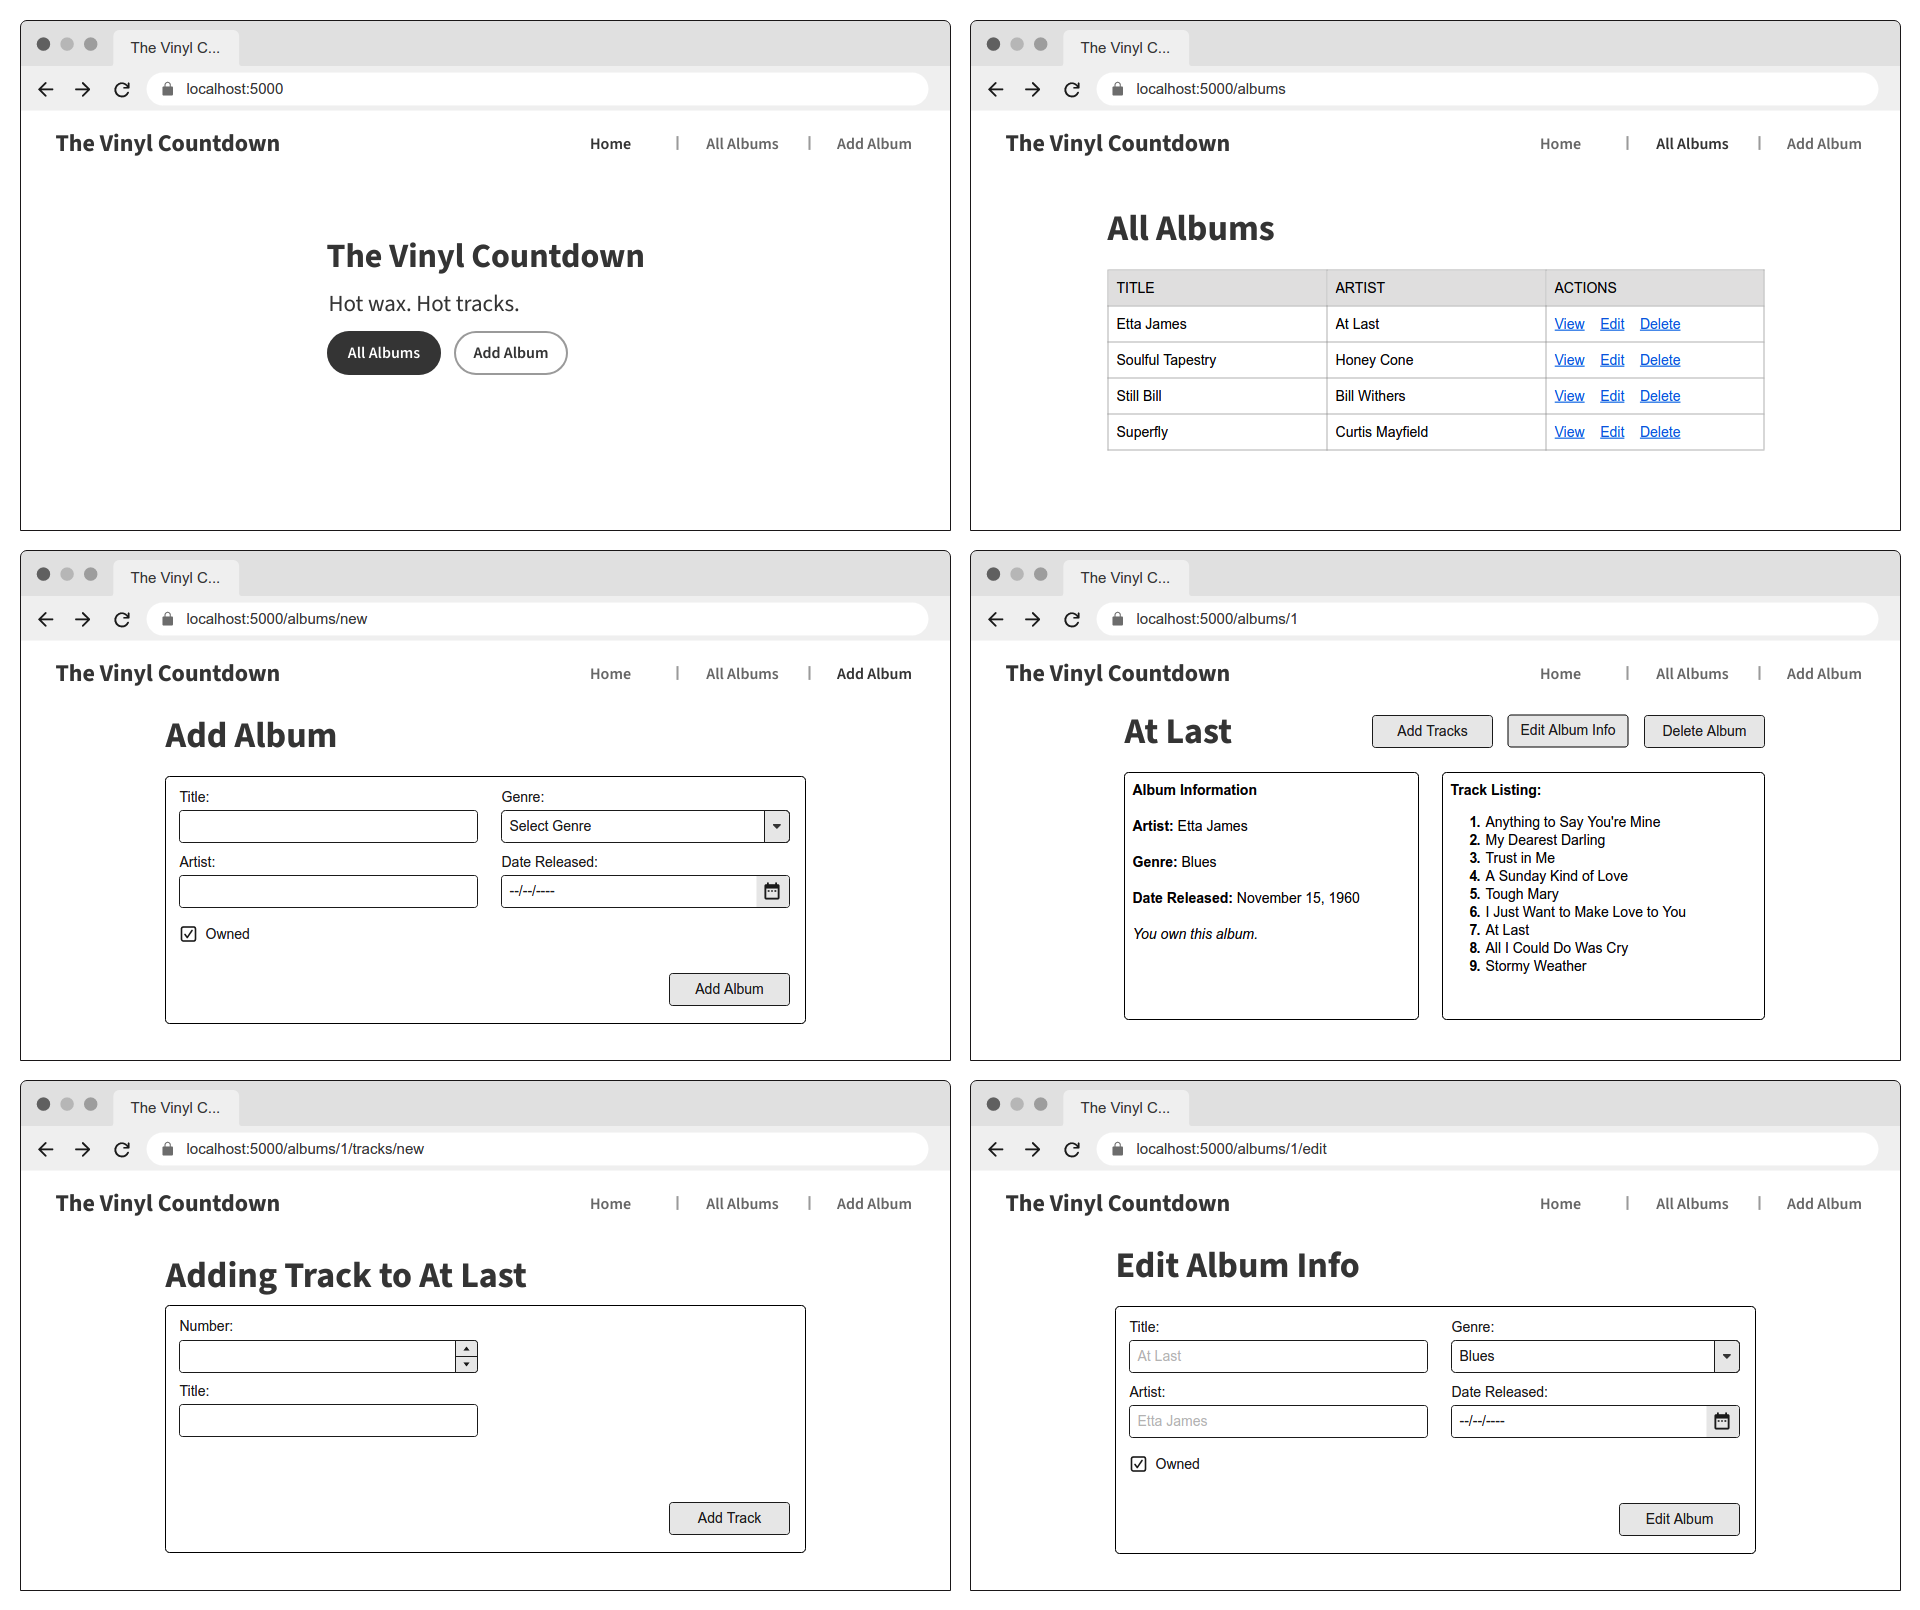 The Vinyl C...
localhost:5000
The Vinyl Countdown
Home | All Albums | Add Album
The Vinyl Countdown
Hot wax. Hot tracks.
All Albums Add Album
The Vinyl C...
localhost:5000/albums
The Vinyl Countdown
Home | All Albums | Add Album
All Albums
TITLE ARTIST ACTIONS
Etta James At Last View Edit Delete
Soulful Tapestry Honey Cone View Edit Delete
Still Bill Bill Withers View Edit Delete
Superfly Curtis Mayfield View Edit Delete
The Vinyl C...
localhost:5000/albums/new
The Vinyl Countdown
Home | All Albums | Add Album
Add Album
Title: Genre:
Select Genre
Artist: Date Released:
--/--/----
Owned
Add Album
The Vinyl C...
localhost:5000/albums/1
The Vinyl Countdown
Home | All Albums | Add Album
At Last
Add Tracks Edit Album Info Delete Album
Album Information
Artist: Etta James
Genre: Blues
Date Released: November 15, 1960
You own this album.
Track Listing:
1. Anything to Say You're Mine
2. My Dearest Darling
3. Trust in Me
4. A Sunday Kind of Love
5. Tough Mary
6. I Just Want to Make Love to You
7. At Last
8. All I Could Do Was Cry
9. Stormy Weather
The Vinyl C...
localhost:5000/albums/1/tracks/new
The Vinyl Countdown
Home | All Albums | Add Album
Adding Track to At Last
Number:
Title:
Add Track
The Vinyl C...
localhost:5000/albums/1/edit
The Vinyl Countdown
Home | All Albums | Add Album
Edit Album Info
Title: Genre:
At Last Blues
Artist: Date Released:
Etta James --/--/----
Owned
Edit Album